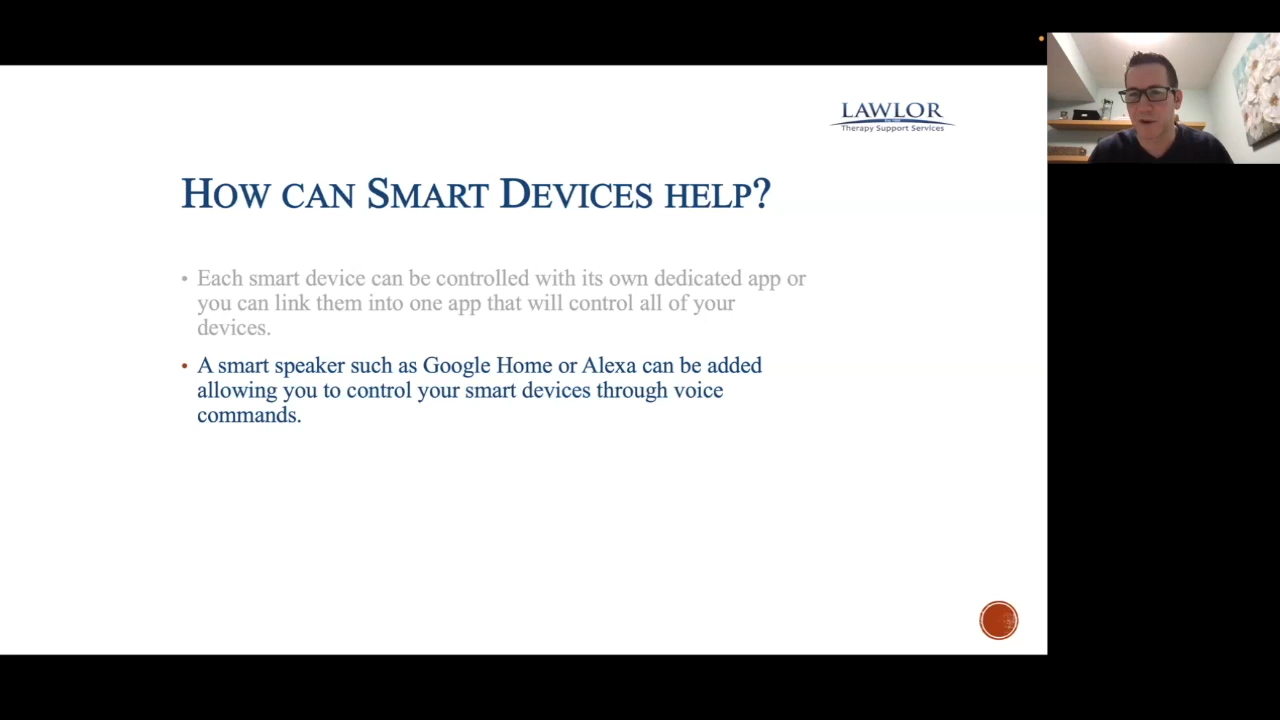 LAWLOR
Therapy Support Services
HOW CAN SMART DEVICES HELP?
• Each smart device can be controlled with its own dedicated app or
you can link them into one app that will control all of your
devices.
• A smart speaker such as Google Home or Alexa can be added
allowing you to control your smart devices through voice
commands.